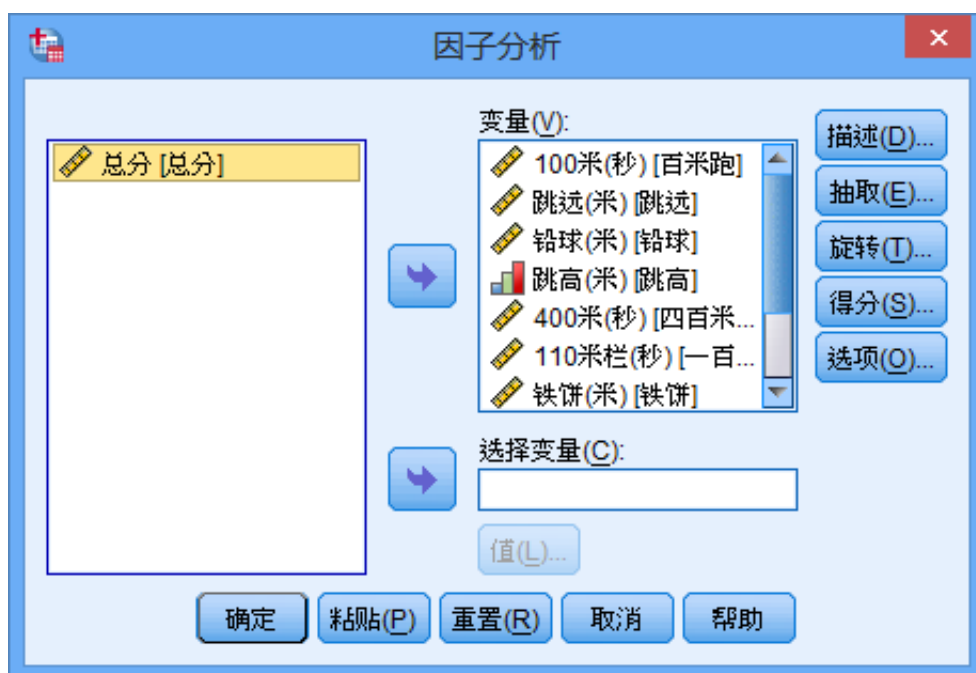 因子分析
总分 [总分]
变量(V):
100米(秒) [百米跑]
跳远(米) [跳远]
铅球(米) [铅球]
跳高(米) [跳高]
400米(秒) [四百米...
110米栏(秒) [一百...
铁饼(米) [铁饼]
选择变量(C):
值(L)...
描述(D)...
抽取(E)...
旋转(T)...
得分(S)...
选项(O)...
确定 粘贴(P) 重置(R) 取消 帮助